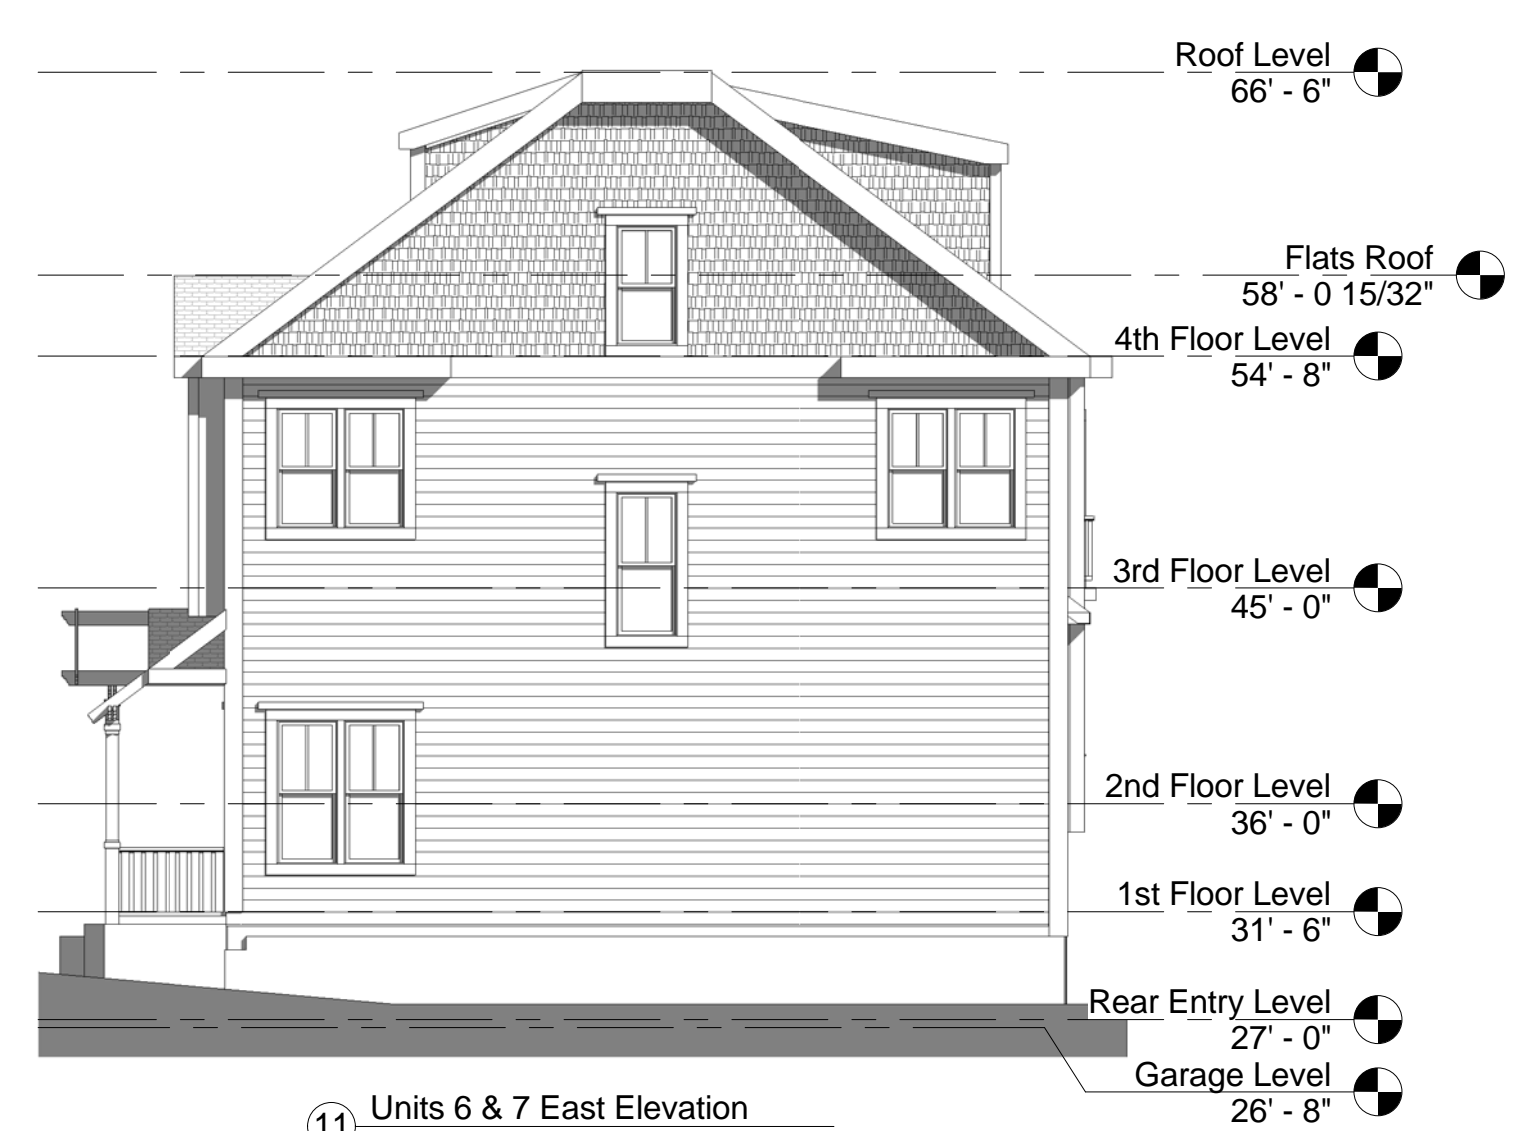 Roof Level
66' - 6"
Flats Roof
58' - 0 15/32"
4th Floor Level
54' - 8"
3rd Floor Level
45' - 0"
2nd Floor Level
36' - 0"
1st Floor Level
31' - 6"
Rear Entry Level
27' - 0"
Garage Level
26' - 8"
11 Units 6 & 7 East Elevation